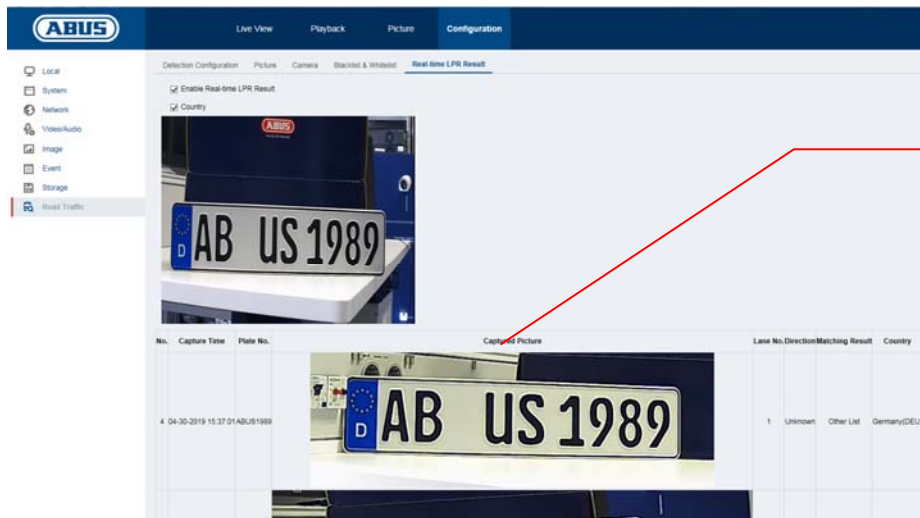 ABUS
Live View Playback Picture Configuration
Local
System
Network
Video/Audio
Image
Event
Storage
Road Traffic
Detection Configuration Picture Camera Blacklist & Whitelist Real-time LPR Result
Enable Real-time LPR Result
Country
ABUS
D AB US 1989
No. Capture Time Plate No. Captured Picture Lane No. Direction Matching Result Country
4 04-30-2019 15:37:01 ABUS1989
D AB US 1989
1 Unknown Other List Germany(DEU